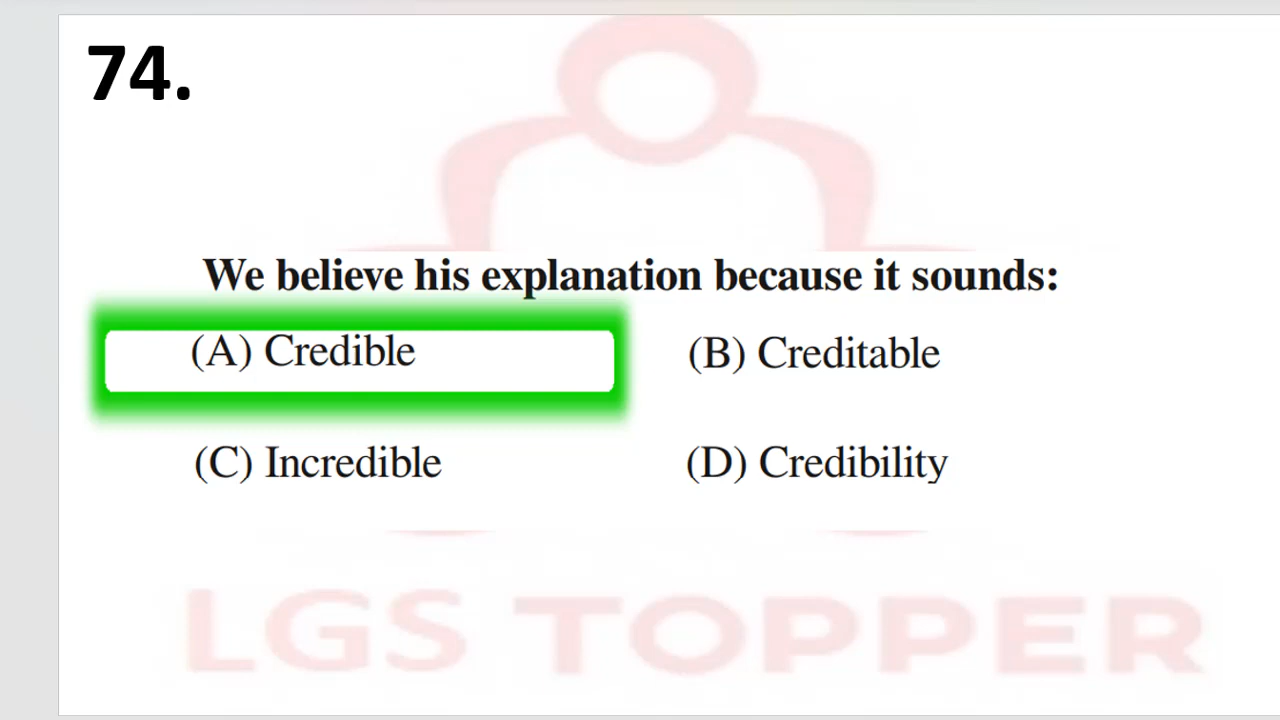 74.
We believe his explanation because it sounds:
(A) Credible (B) Creditable
(C) Incredible (D) Credibility
LGS TOPPER